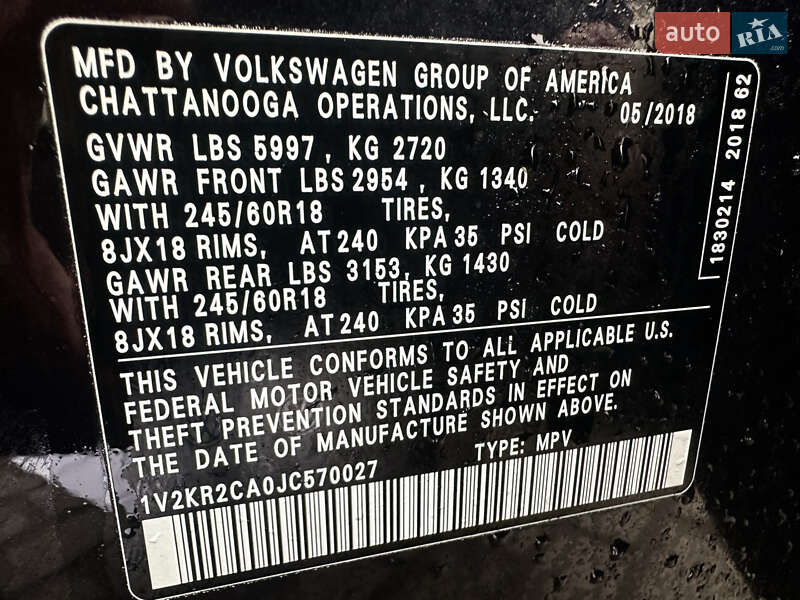 auto RIA.com
MFD BY VOLKSWAGEN GROUP OF AMERICA
CHATTANOOGA OPERATIONS, LLC. 05/2018
GVWR LBS 5997, KG 2720
GAWR FRONT LBS 2954, KG 1340
WITH 245/60R18 TIRES,
8JX18 RIMS, AT 240 KPA 35 PSI COLD
GAWR REAR LBS 3153, KG 1430
WITH 245/60R18 TIRES,
8JX18 RIMS, AT 240 KPA 35 PSI COLD
THIS VEHICLE CONFORMS TO ALL APPLICABLE U.S.
FEDERAL MOTOR VEHICLE SAFETY AND
THEFT PREVENTION STANDARDS IN EFFECT ON
THE DATE OF MANUFACTURE SHOWN ABOVE.
1V2KR2CA0JC570027 TYPE: MPV
1830214 2018 62